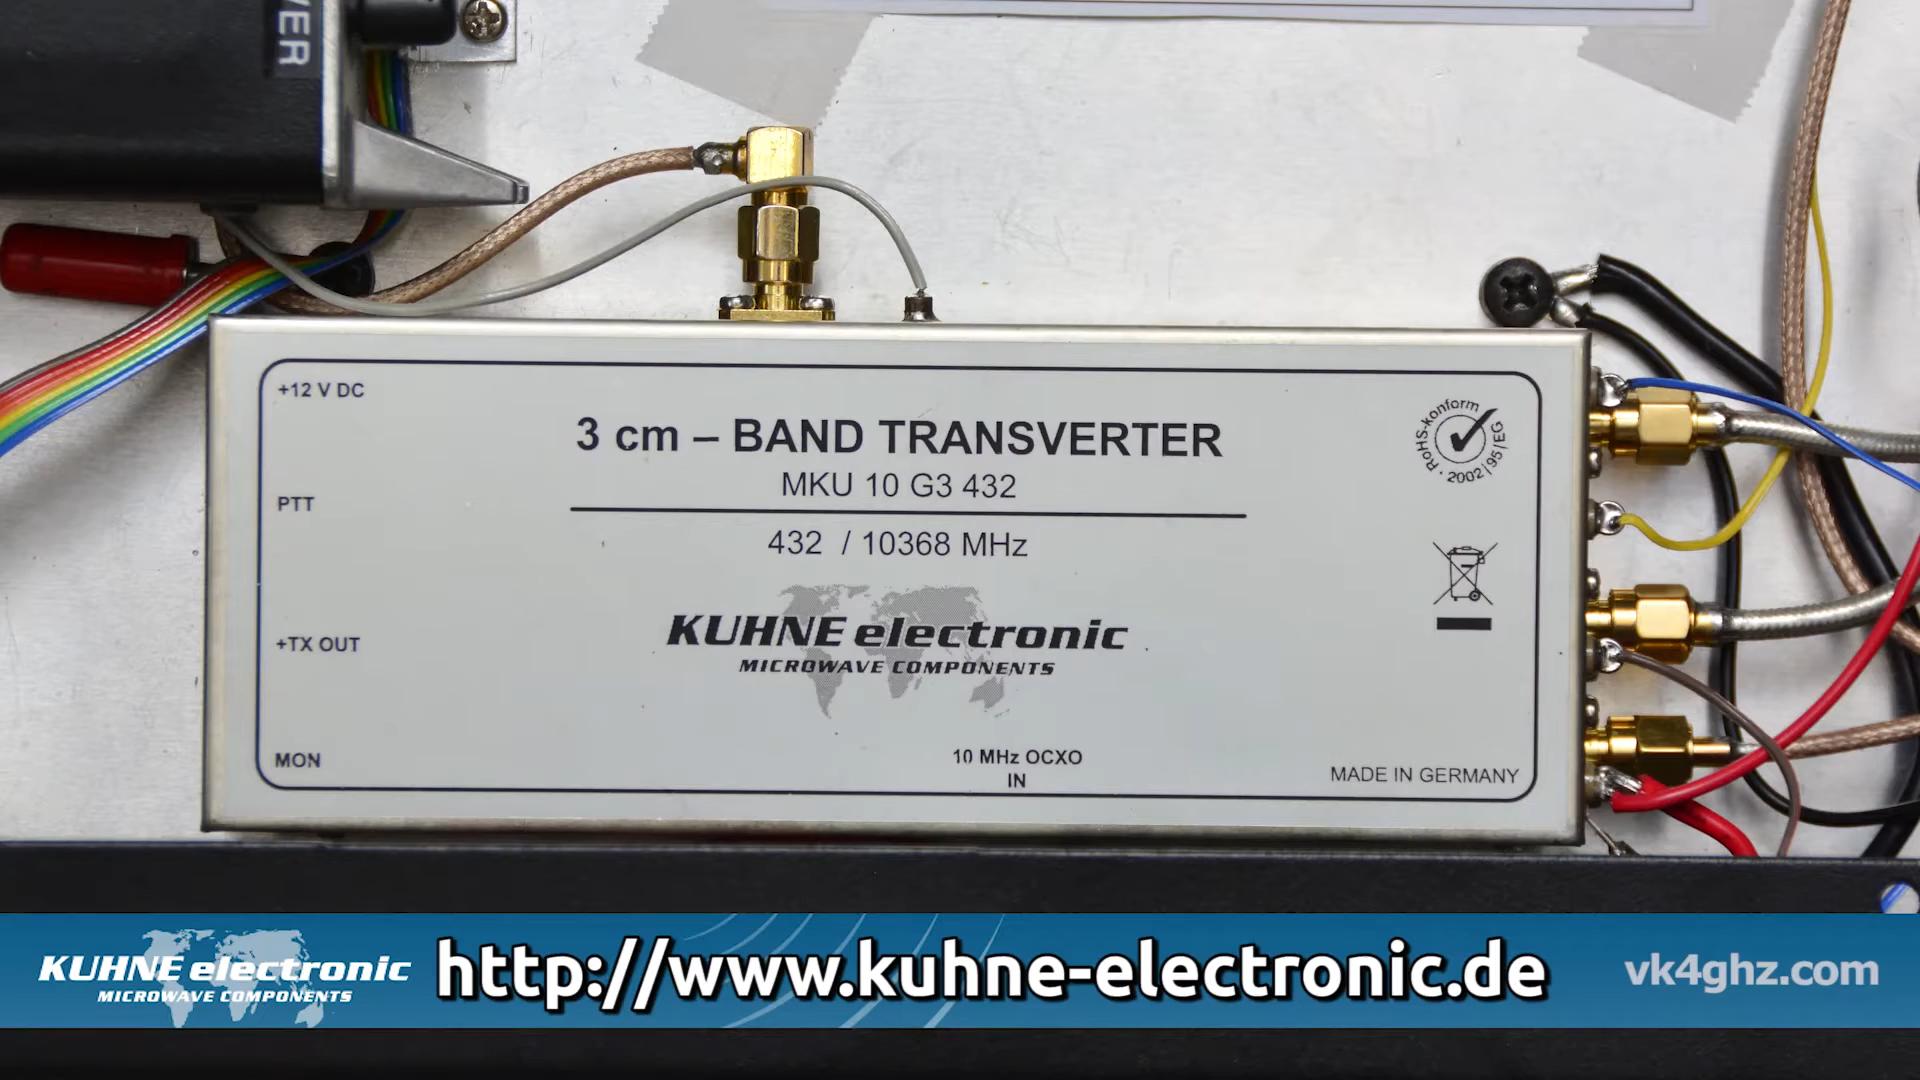 VER
+12 V DC
3 cm – BAND TRANSVERTER
MKU 10 G3 432
RoHS-konform · 2002/95/EG
PTT
432 / 10368 MHz
KUHNE electronic
MICROWAVE COMPONENTS
+TX OUT
MON
10 MHz OCXO
IN
MADE IN GERMANY
KUHNE electronic
MICROWAVE COMPONENTS
http://www.kuhne-electronic.de
vk4ghz.com